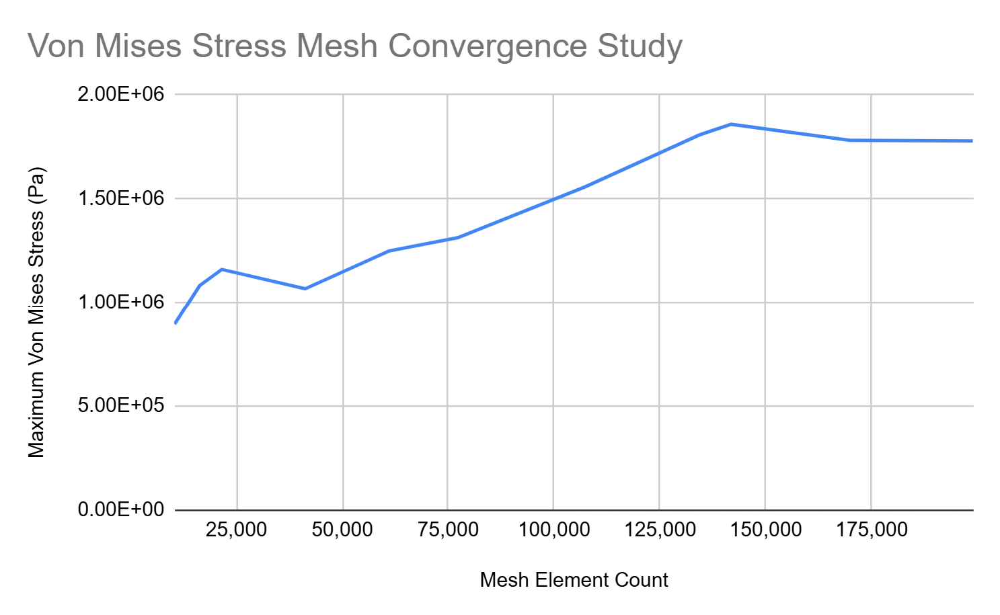 Von Mises Stress Mesh Convergence Study
2.00E+06
1.50E+06
1.00E+06
5.00E+05
0.00E+00
Maximum Von Mises Stress (Pa)
25,000
50,000
75,000
100,000
125,000
150,000
175,000
Mesh Element Count